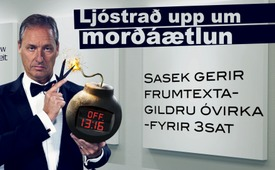 Ljóstrað upp um
morðáætlun
SASEK GERIR
FRUMTEXTA-
GILDRU ÓVIRKA
-FYRIR 3SAT
OFF
13:16